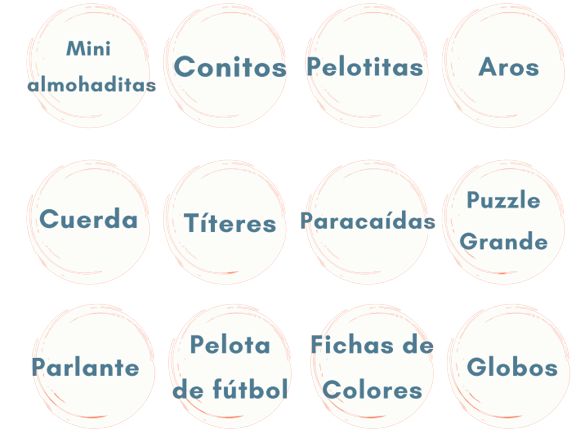 Mini
almohaditas
Conitos
Pelotitas
Aros
Cuerda
Títeres
Paracaídas
Puzzle
Grande
Parlante
Pelota
de fútbol
Fichas de
Colores
Globos